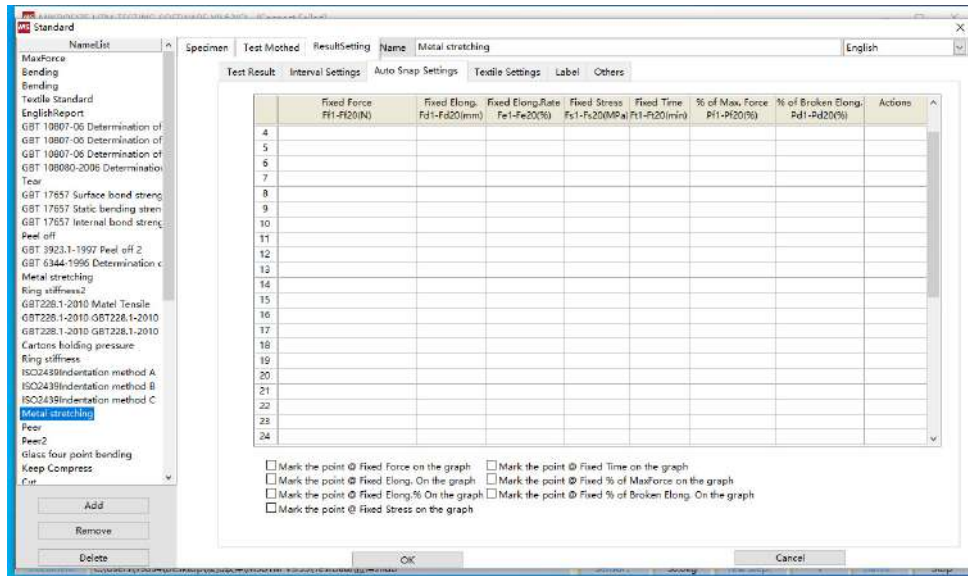 MS Standard
NameList
MaxForce
Bending
Bending
Textile Standard
EnglishReport
GBT 10807-06 Determination of
GBT 10807-06 Determination of
GBT 10807-06 Determination of
GBT 108080-2006 Determinatio
Tear
GBT 17657 Surface bond streng
GBT 17657 Static bending stren
GBT 17657 Internal bond streng
Peel off
GBT 3923.1-1997 Peel off 2
GBT 6344-1996 Determination c
Metal stretching
Ring stiffness2
GBT228.1-2010 Matel Tensile
GBT228.1-2010 GBT228.1-2010
GBT228.1-2010 GBT228.1-2010
Cartons holding pressure
Ring stiffness
ISO2439Indentation method A
ISO2439Indentation method B
ISO2439Indentation method C
Metal stretching
Peer
Peer2
Glass four point bending
Keep Compress
Cut
Add
Remove
Delete
Specimen Test Mothed ResultSetting Name Metal stretching English
Test Result Interval Settings Auto Snap Settings Textile Settings Label Others
Fixed Force Fixed Elong. Fixed Elong.Rate Fixed Stress Fixed Time % of Max. Force % of Broken Elong. Actions
Ff1-Ff20(N) Fd1-Fd20(mm) Fe1-Fe20(%) Fs1-Fs20(MPa) Ft1-Ft20(min) Pf1-Pf20(%) Pd1-Pd20(%)
4
5
6
7
8
9
10
11
12
13
14
15
16
17
18
19
20
21
22
23
24
Mark the point @ Fixed Force on the graph Mark the point @ Fixed Time on the graph
Mark the point @ Fixed Elong. On the graph Mark the point @ Fixed % of MaxForce on the graph
Mark the point @ Fixed Elong.% On the graph Mark the point @ Fixed % of Broken Elong. On the graph
Mark the point @ Fixed Stress on the graph
OK Cancel